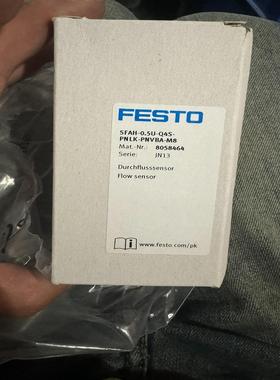 FESTO
SFAH-0.5U-Q4S-
PNLK-PNVBA-M8
Mat.-Nr.: 8058464
Serie: JN13
Durchflusssensor
Flow sensor
www.festo.com/pk